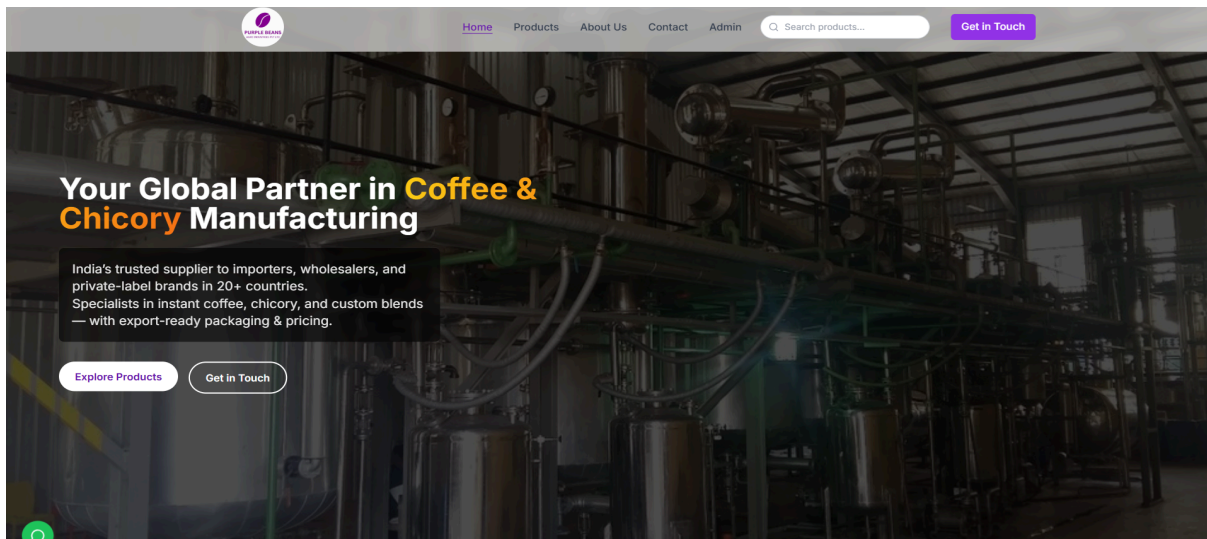 PURPLE BEANS
Home
Products
About Us
Contact
Admin
Search products...
Get in Touch
Your Global Partner in Coffee &
Chicory Manufacturing
India’s trusted supplier to importers, wholesalers, and
private-label brands in 20+ countries.
Specialists in instant coffee, chicory, and custom blends
— with export-ready packaging & pricing.
Explore Products
Get in Touch